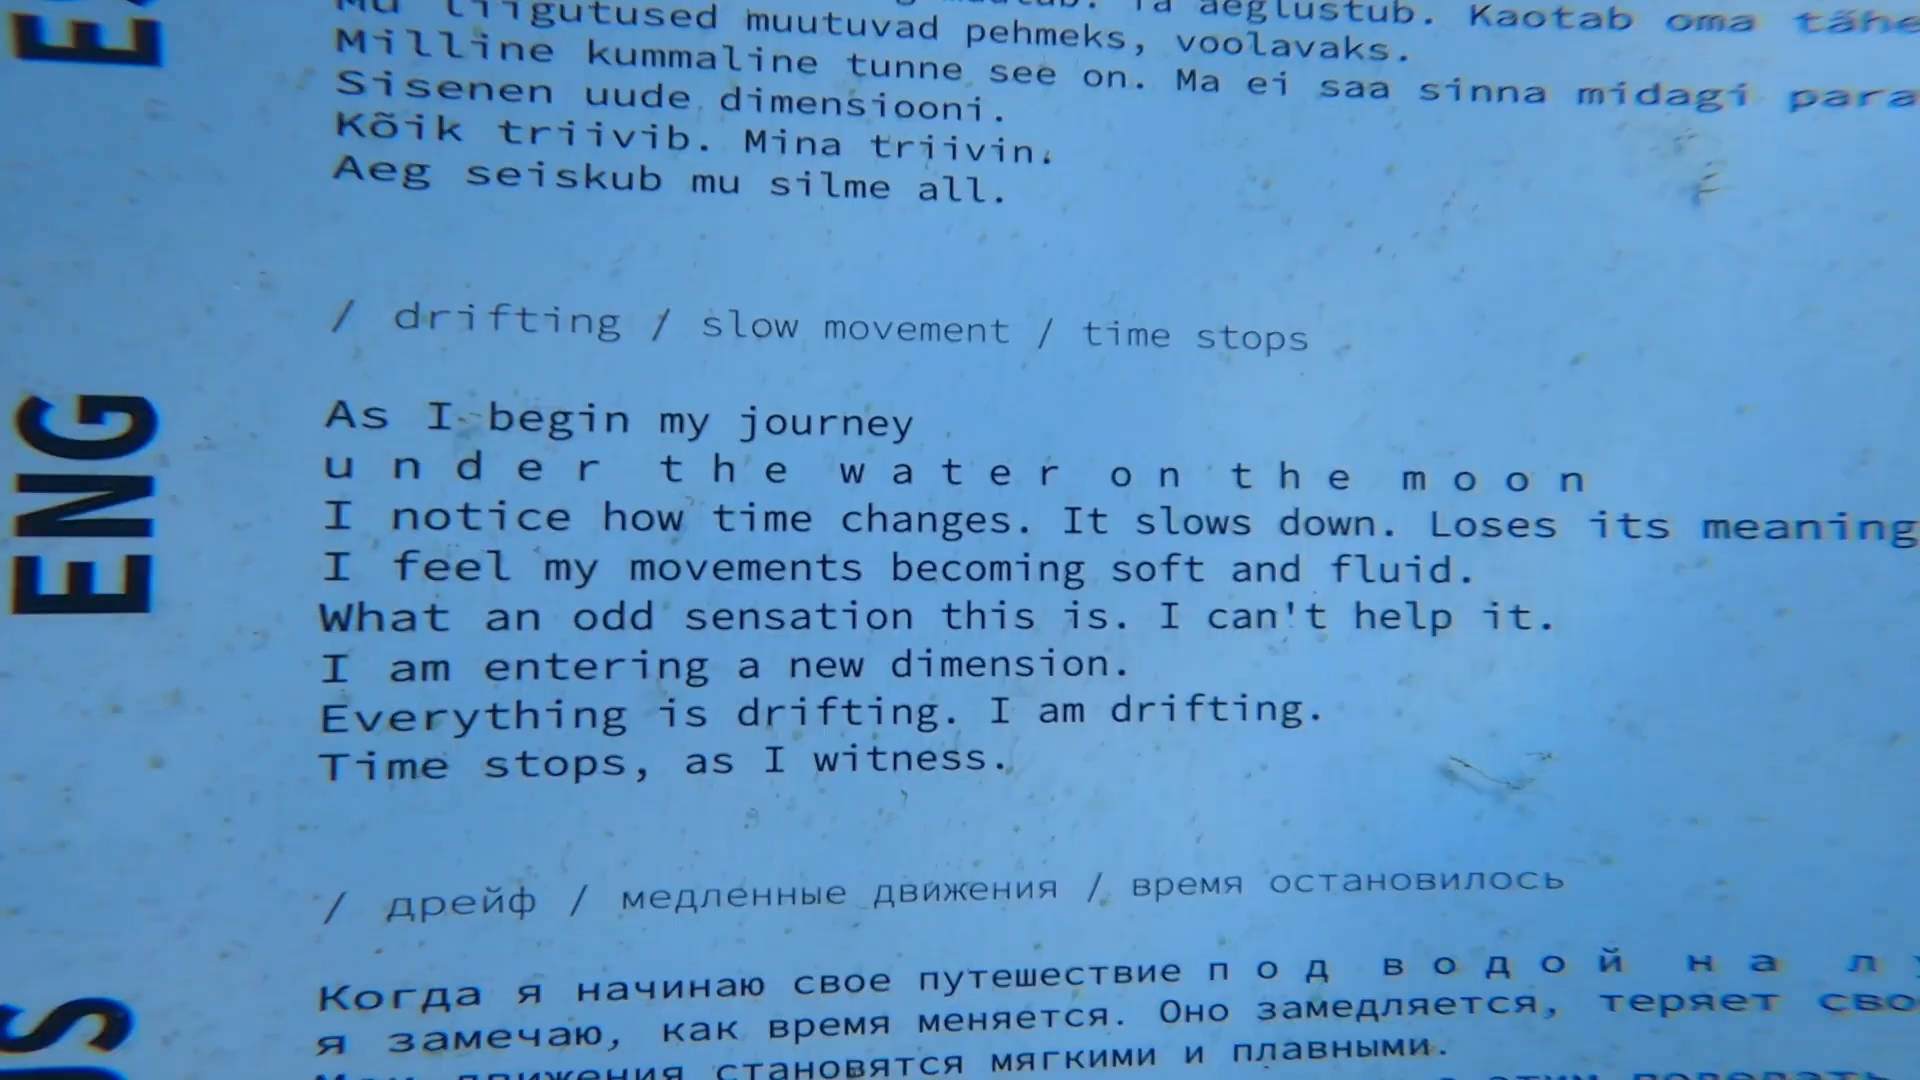 liigutused muutuvad pehmeks, voolavaks.
aeglustub. Kaotab oma
Milline kummaline tunne see on. Ma ei saa sinna midagi
Sisenen uude dimensiooni.
Kõik triivib. Mina triivin.
Aeg seiskub mu silme all.
/ drifting / slow movement / time stops
ENG
As I begin my journey
u n d e r t h e w a t e r o n t h e m o o n
I notice how time changes. It slows down. Loses its meaning
I feel my movements becoming soft and fluid.
What an odd sensation this is. I can't help it.
I am entering a new dimension.
Everything is drifting. I am drifting.
Time stops, as I witness.
/ дрейф / медленные движения / время остановилось
Когда я начинаю свое путешествие п о д в о д о й н а
я замечаю, как время меняется. Оно замедляется, теряет
движения становятся мягкими и плавными.